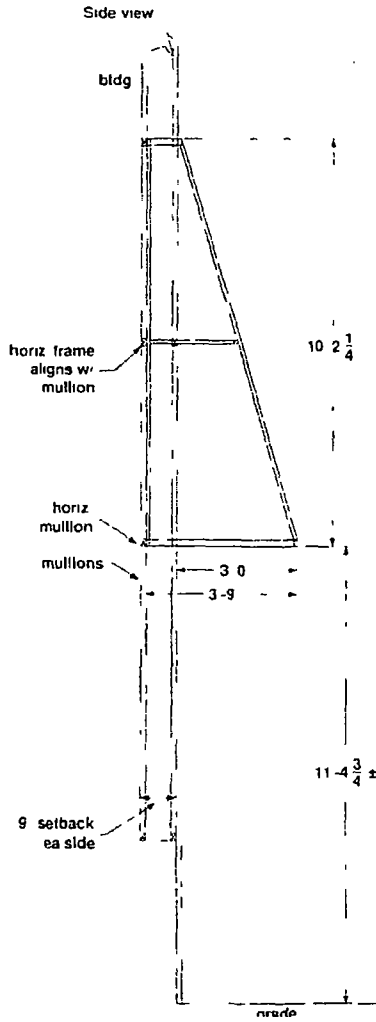 Side view
bldg
horiz frame
aligns w/
mullion
10 2 1/4
horiz
mullion
mullions
3 0
3 -9
11 -4 3/4 ±
9 setback
ea side
grade